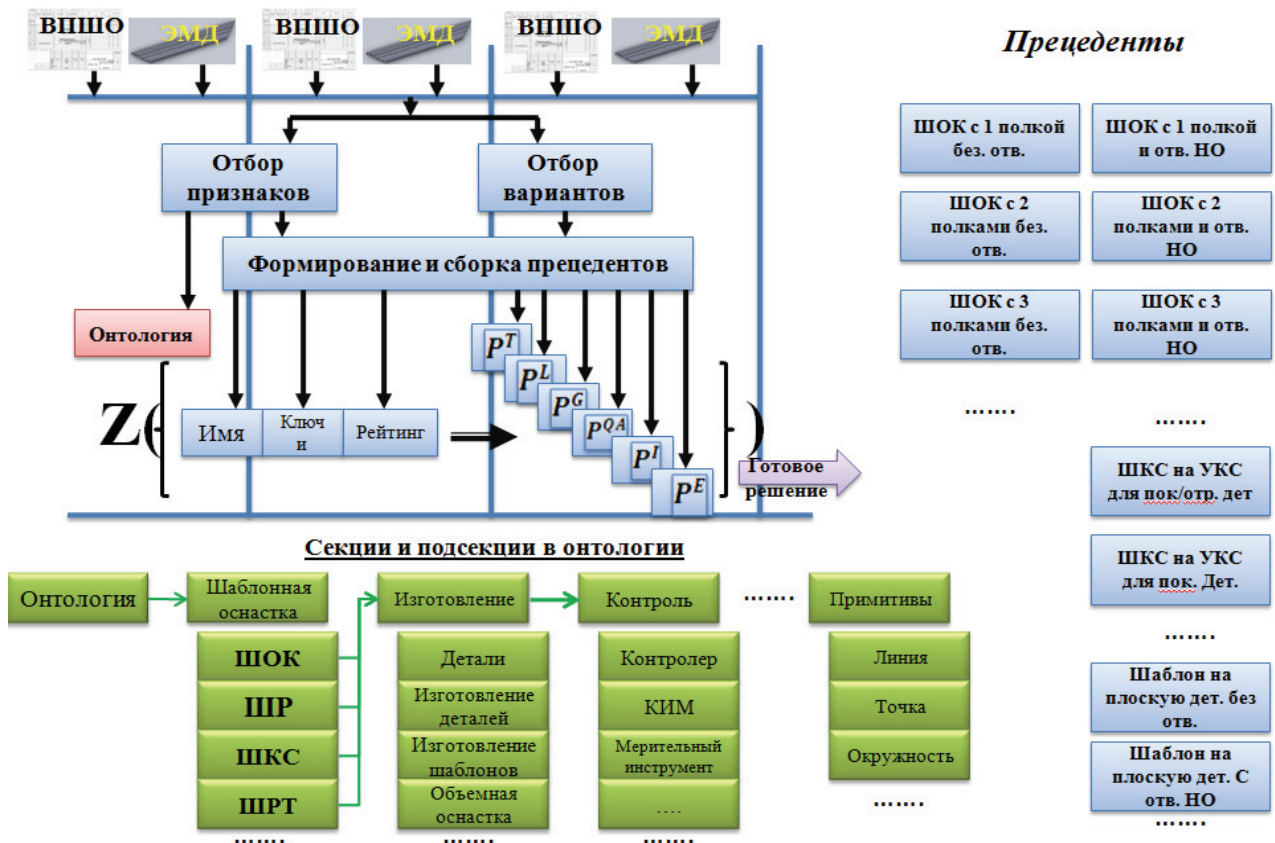 ВПШО ЭМД ВПШО ЭМД ВПШО ЭМД
Прецеденты
Отбор
признаков
Отбор
вариантов
Формирование и сборка прецедентов
Онтология
Z(
Имя
Ключ
и
Рейтинг
P^T
P^L
P^G
P^QA
P^I
P^E
)
Готовое
решение
ШОК с 1 полкой
без. отв.
ШОК с 1 полкой
и отв. НО
ШОК с 2
полками без.
отв.
ШОК с 2
полками и отв.
НО
ШОК с 3
полками без.
отв.
ШОК с 3
полками и отв.
НО
.......
.......
ШКС на УКС
для пок/отр. дет
ШКС на УКС
для пок. Дет.
.......
Шаблон на
плоскую дет. без
отв.
Шаблон на
плоскую дет. С
отв. НО
.......
Секции и подсекции в онтологии
Онтология
Шаблонная
оснастка
ШОК
ШР
ШКС
ШРТ
.......
Изготовление
Детали
Изготовление
деталей
Изготовление
шаблонов
Объемная
оснастка
.......
Контроль
Контролер
КИМ
Мерительный
инструмент
....
.......
.......
Примитивы
Линия
Точка
Окружность
.......